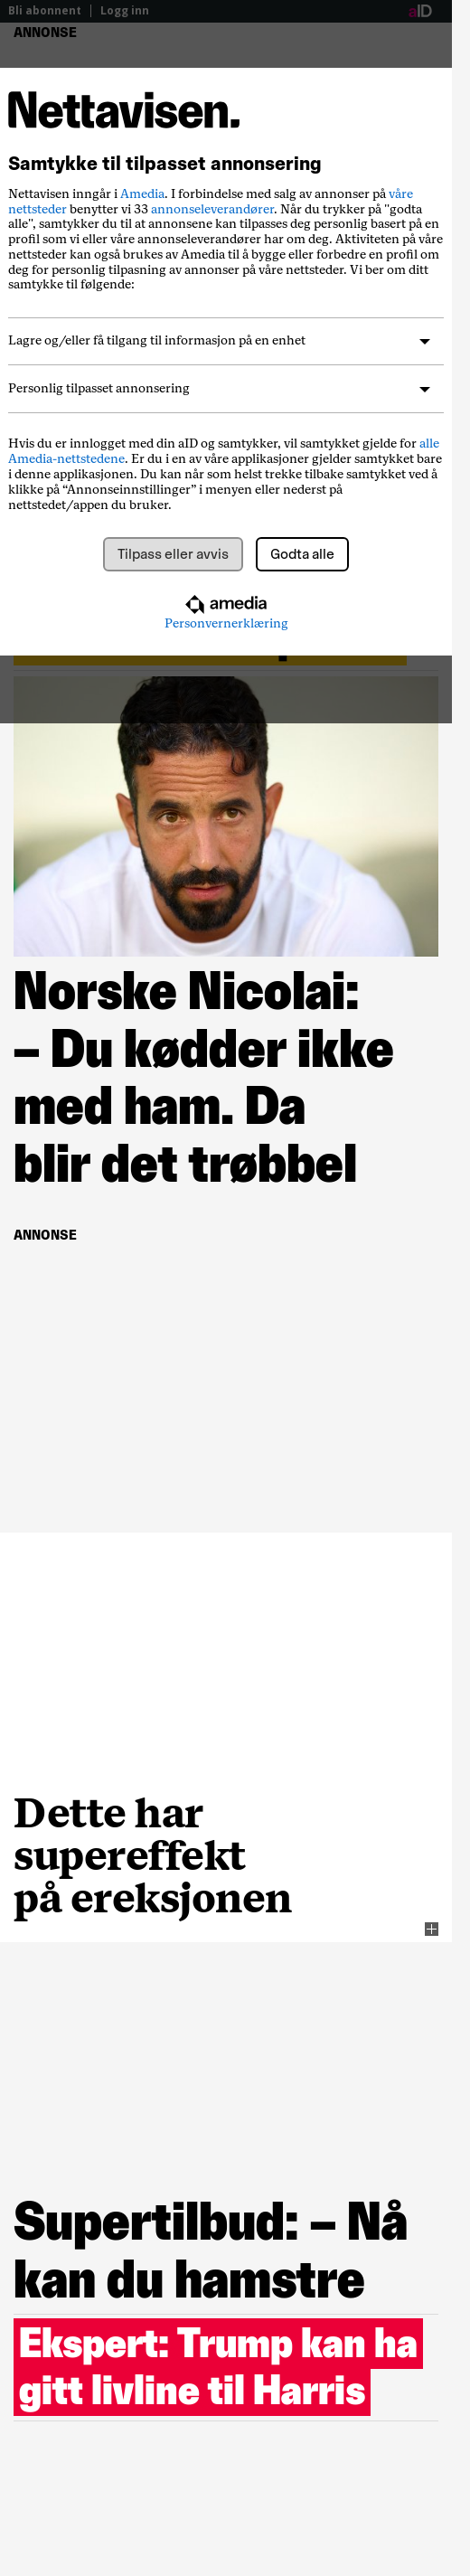 Bli abonnent | Logg inn
aID
ANNONSE
Nettavisen.
Samtykke til tilpasset annonsering
Nettavisen inngår i Amedia. I forbindelse med salg av annonser på våre
nettsteder benytter vi 33 annonseleverandører. Når du trykker på "godta
alle", samtykker du til at annonsene kan tilpasses deg personlig basert på en
profil som vi eller våre annonseleverandører har om deg. Aktiviteten på våre
nettsteder kan også brukes av Amedia til å bygge eller forbedre en profil om
deg for personlig tilpasning av annonser på våre nettsteder. Vi ber om ditt
samtykke til følgende:
Lagre og/eller få tilgang til informasjon på en enhet
Personlig tilpasset annonsering
Hvis du er innlogget med din aID og samtykker, vil samtykket gjelde for alle
Amedia-nettstedene. Er du i en av våre applikasjoner gjelder samtykket bare
i denne applikasjonen. Du kan når som helst trekke tilbake samtykket ved å
klikke på “Annonseinnstillinger” i menyen eller nederst på
nettstedet/appen du bruker.
Tilpass eller avvis
Godta alle
amedia
Personvernerklæring
Norske Nicolai:
– Du kødder ikke
med ham. Da
blir det trøbbel
ANNONSE
Dette har
supereffekt
på ereksjonen
Supertilbud: – Nå
kan du hamstre
Ekspert: Trump kan ha
gitt livline til Harris